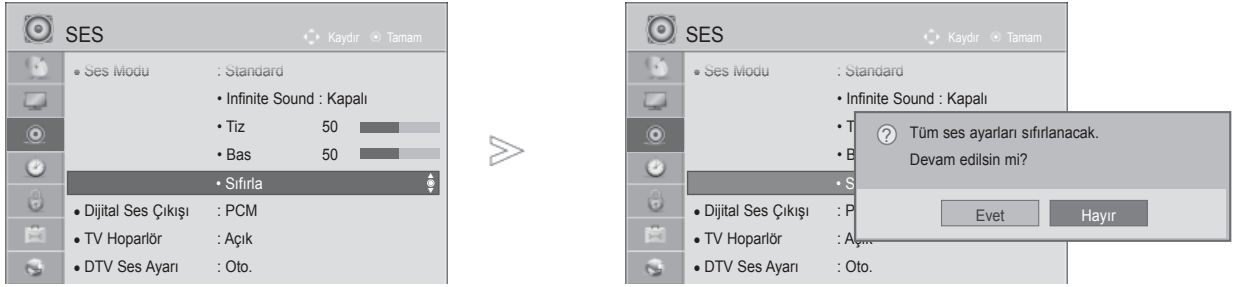 SES
Kaydır Tamam
• Ses Modu : Standard
• Infinite Sound : Kapalı
• Tiz 50
• Bas 50
• Sıfırla
• Dijital Ses Çıkışı : PCM
• TV Hoparlör : Açık
• DTV Ses Ayarı : Oto.
SES
Kaydır Tamam
• Ses Modu : Standard
• Infinite Sound : Kapalı
• T
• B
• S
• Dijital Ses Çıkışı : P
• TV Hoparlör : Açık
• DTV Ses Ayarı : Oto.
? Tüm ses ayarları sıfırlanacak.
Devam edilsin mi?
Evet Hayır